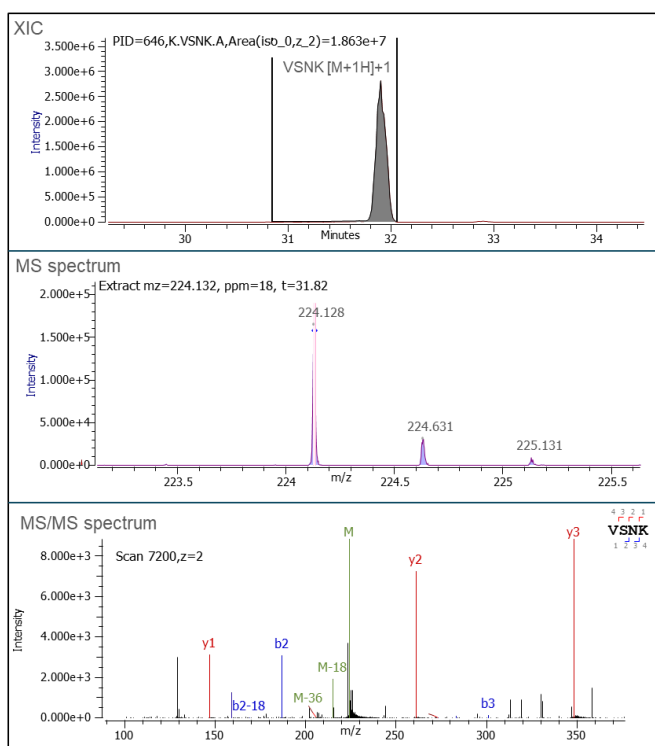 XIC
PID=646,K.VSNK.A,Area(iso_0,z_2)=1.863e+7
VSNK [M+1H]+1
3.500e+6
3.000e+6
2.500e+6
2.000e+6
1.500e+6
1.000e+6
5.000e+5
0.000e+0
Intensity
30 31 32 33 34
Minutes
MS spectrum
Extract mz=224.132, ppm=18, t=31.82
2.000e+5
1.500e+5
1.000e+5
5.000e+4
0.000e+0
Intensity
224.128
224.631
225.131
223.5 224 224.5 225 225.5
m/z
MS/MS spectrum
Scan 7200,z=2
4 3 2 1
VSNK
1 2 3 4
8.000e+3
6.000e+3
4.000e+3
2.000e+3
0.000e+0
Intensity
M
y3
y2
y1
b2
M-18
M-36
b2-18
b3
100 150 200 250 300 350
m/z